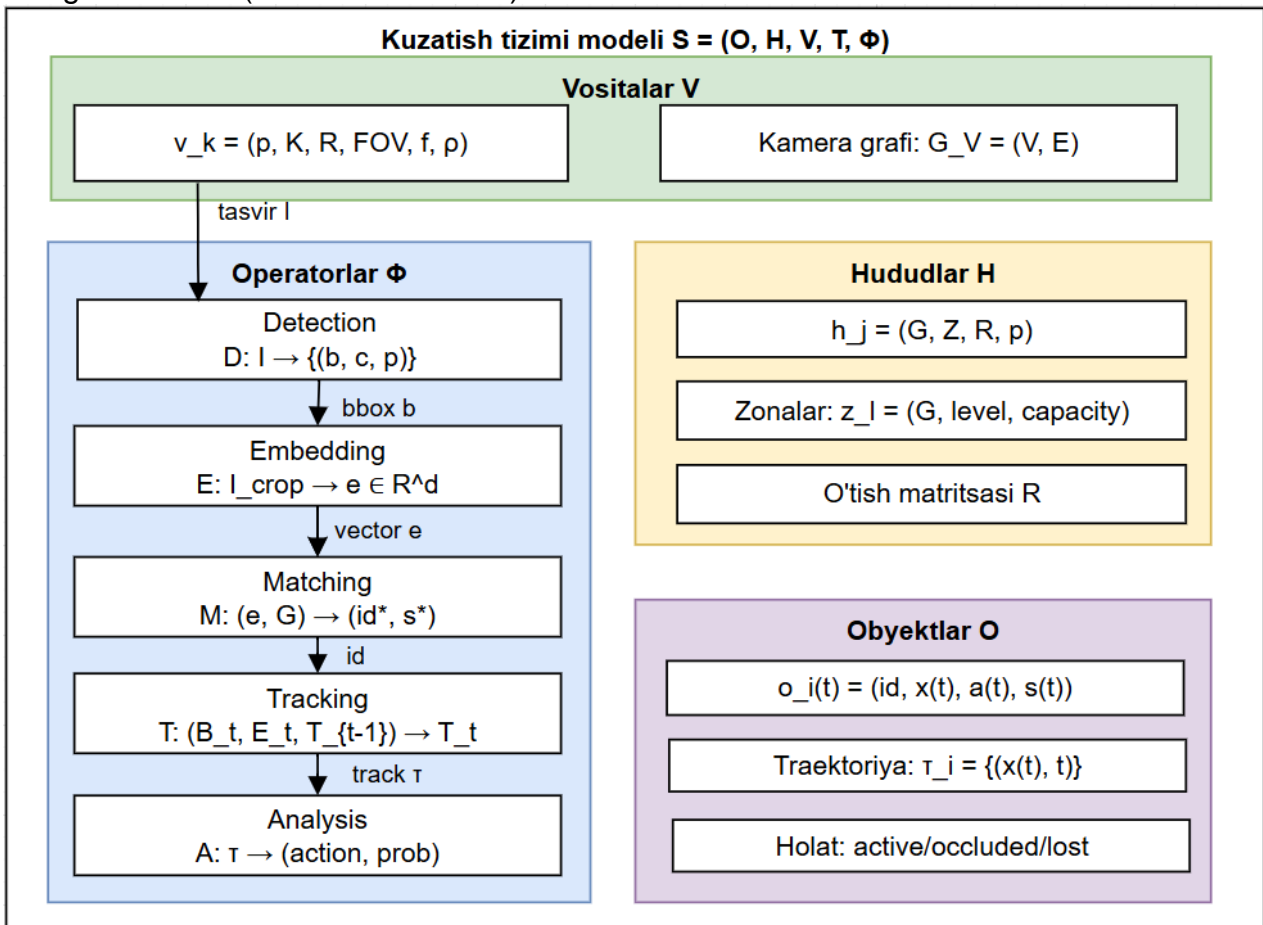 Kuzatish tizimi modeli S = (O, H, V, T, Φ)
Vositalar V
v_k = (p, K, R, FOV, f, ρ)
Kamera grafi: G_V = (V, E)
tasvir I
Operatorlar Φ
Detection
D: I → {(b, c, p)}
bbox b
Embedding
E: I_crop → e ∈ R^d
vector e
Matching
M: (e, G) → (id*, s*)
id
Tracking
T: (B_t, E_t, T_{t-1}) → T_t
track τ
Analysis
A: τ → (action, prob)
Hududlar H
h_j = (G, Z, R, p)
Zonalar: z_l = (G, level, capacity)
O'tish matritsasi R
Obyektlar O
o_i(t) = (id, x(t), a(t), s(t))
Traektoriya: τ_i = {(x(t), t)}
Holat: active/occluded/lost